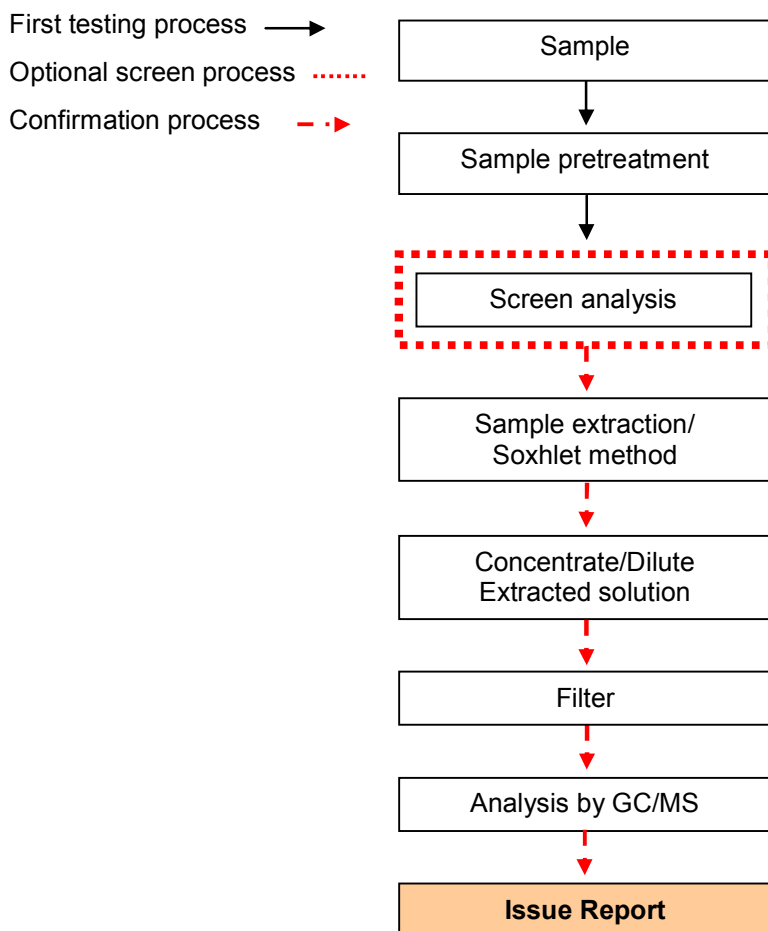 First testing process
Optional screen process
Confirmation process
Sample
Sample pretreatment
Screen analysis
Sample extraction/
Soxhlet method
Concentrate/Dilute
Extracted solution
Filter
Analysis by GC/MS
Issue Report